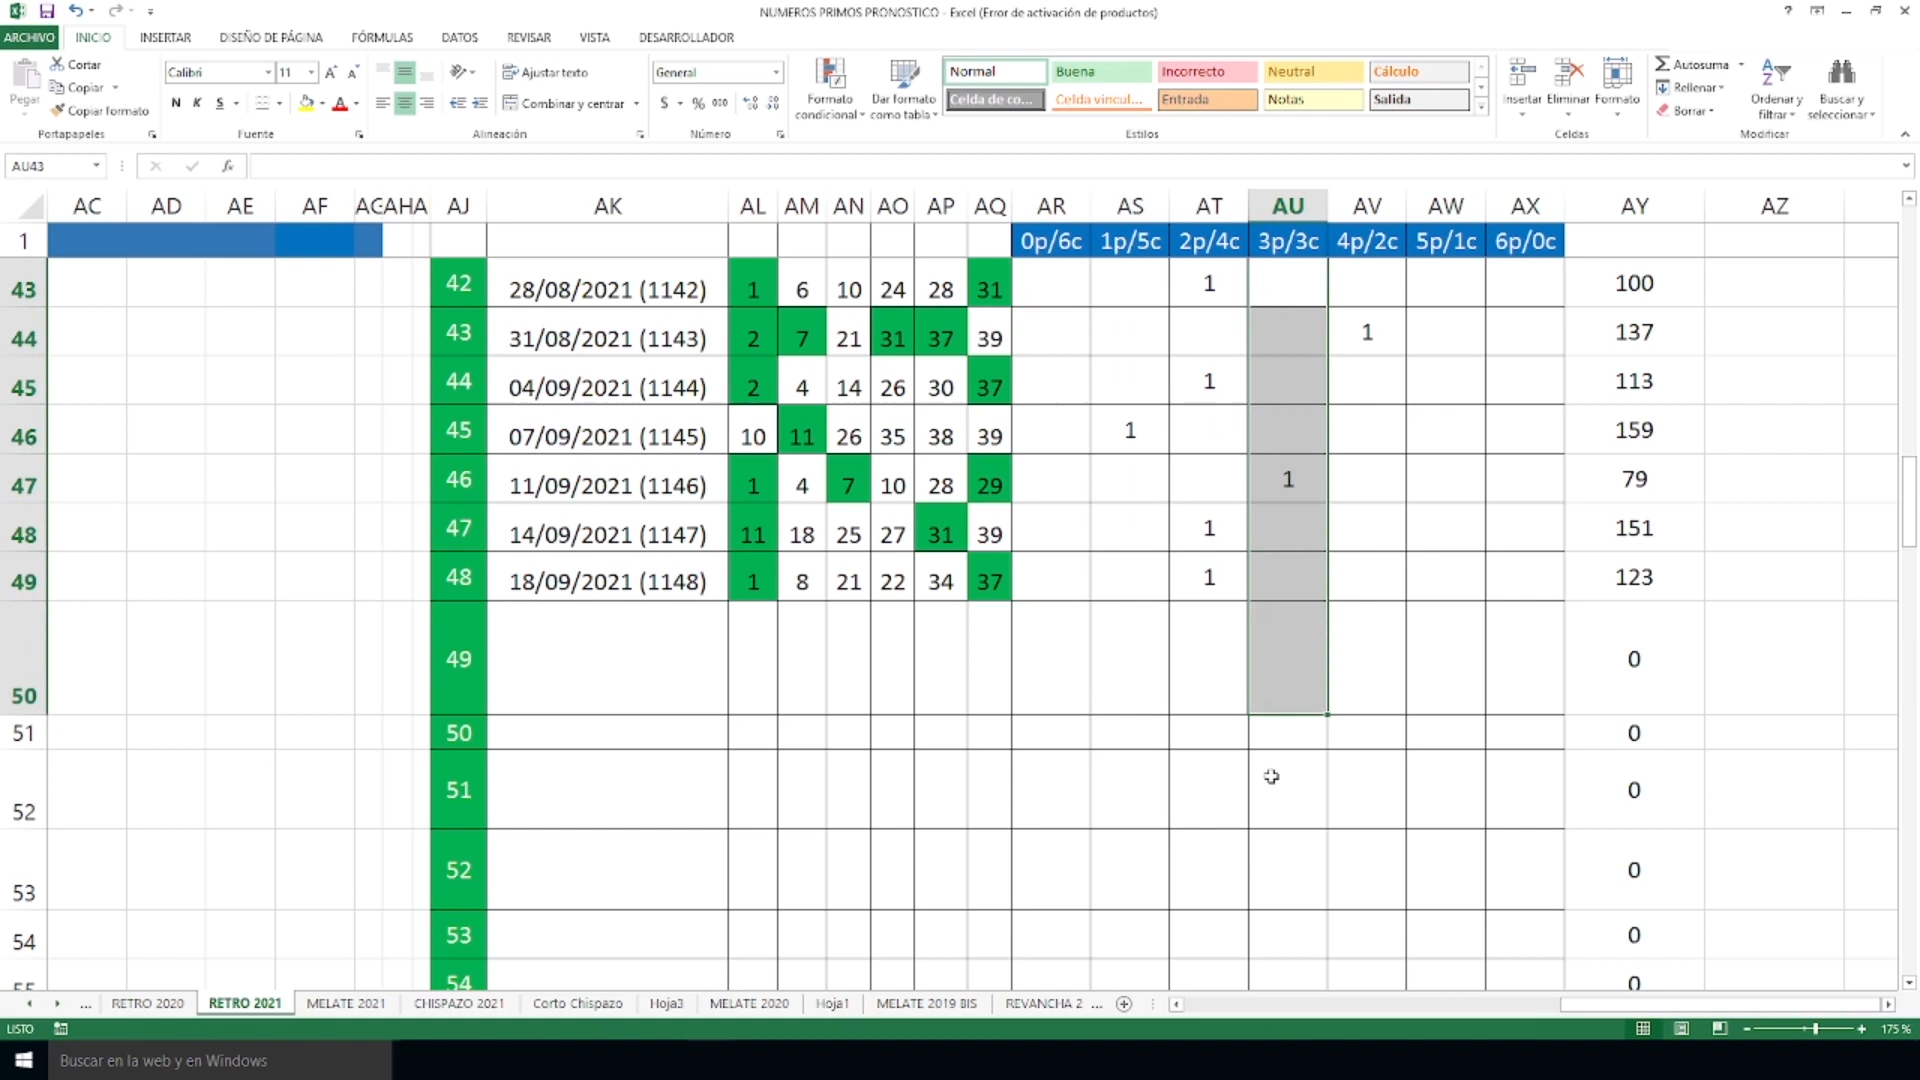 NUMEROS PRIMOS PRONOSTICO - Excel (Error de activación de productos)
ARCHIVO INICIO INSERTAR DISEÑO DE PÁGINA FÓRMULAS DATOS REVISAR VISTA DESARROLLADOR
Pegar Cortar Copiar Copiar formato Portapapeles
Calibri 11 N K S Fuente
Ajustar texto Combinar y centrar Alineación
General $ % 000 Número
Formato condicional Dar formato como tabla
Normal Buena Incorrecto Neutral Cálculo
Celda de co... Celda vincul... Entrada Notas Salida
Estilos
Insertar Eliminar Formato Celdas
Autosuma Rellenar Borrar Ordenar y filtrar Buscar y seleccionar Modificar
AU43 fx
AC AD AE AF AG AH AJ AK AL AM AN AO AP AQ AR AS AT AU AV AW AX AY AZ
1 0p/6c 1p/5c 2p/4c 3p/3c 4p/2c 5p/1c 6p/0c
43 42 28/08/2021 (1142) 1 6 10 24 28 31 1 100
44 43 31/08/2021 (1143) 2 7 21 31 37 39 1 137
45 44 04/09/2021 (1144) 2 4 14 26 30 37 1 113
46 45 07/09/2021 (1145) 10 11 26 35 38 39 1 159
47 46 11/09/2021 (1146) 1 4 7 10 28 29 1 79
48 47 14/09/2021 (1147) 11 18 25 27 31 39 1 151
49 48 18/09/2021 (1148) 1 8 21 22 34 37 1 123
50 49 0
51 50 0
52 51 0
53 52 0
54 53 0
55 54 0
... RETRO 2020 RETRO 2021 MELATE 2021 CHISPAZO 2021 Corto Chispazo Hoja3 MELATE 2020 Hoja1 MELATE 2019 BIS REVANCHA 2 ...
LISTO 175 %
Buscar en la web y en Windows